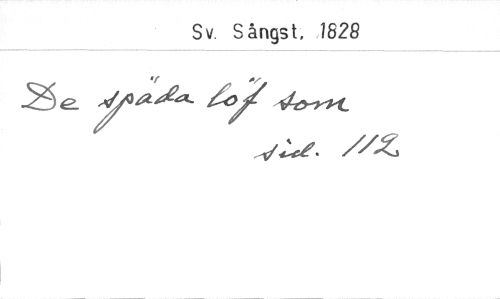 Sv. Sångst, 1828
De späda löf som
sid. 112